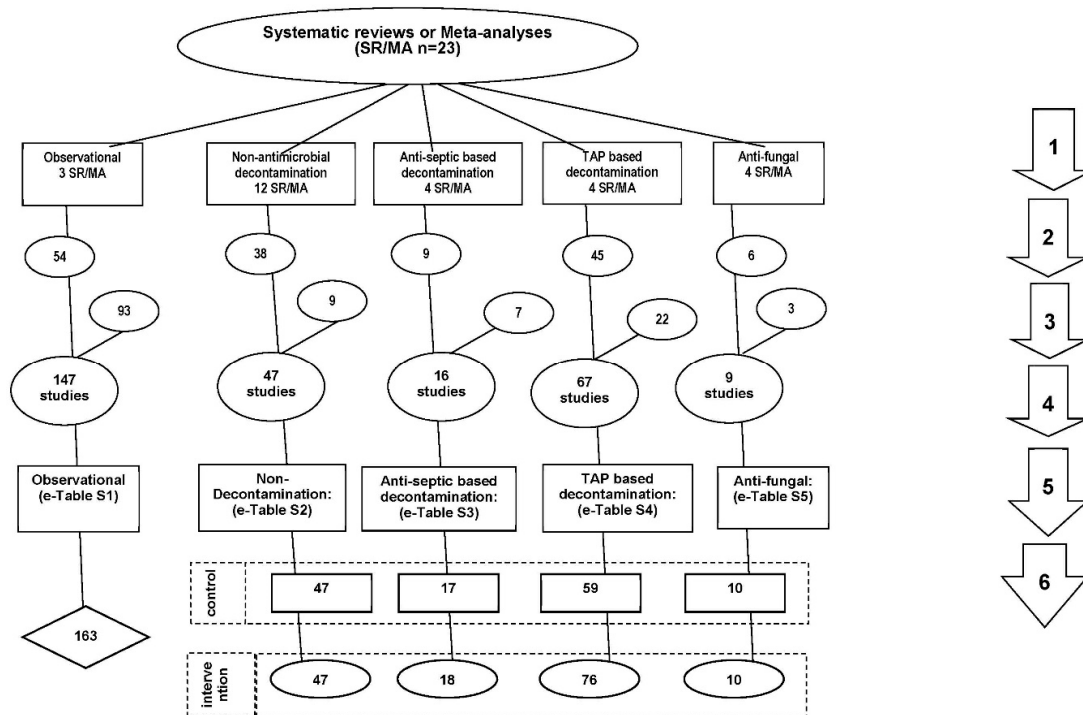 Systematic reviews or Meta-analyses
(SR/MA n=23)
Observational
3 SR/MA
Non-antimicrobial
decontamination
12 SR/MA
Anti-septic based
decontamination
4 SR/MA
TAP based
decontamination
4 SR/MA
Anti-fungal
4 SR/MA
1
54
38
9
45
6
2
93
9
7
22
3
3
147
studies
47
studies
16
studies
67
studies
9
studies
4
Observational
(e-Table S1)
Non-
Decontamination:
(e-Table S2)
Anti-septic based
decontamination:
(e-Table S3)
TAP based
decontamination:
(e-Table S4)
Anti-fungal:
(e-Table S5)
5
control
47
17
59
10
6
163
interve
ntion
47
18
76
10